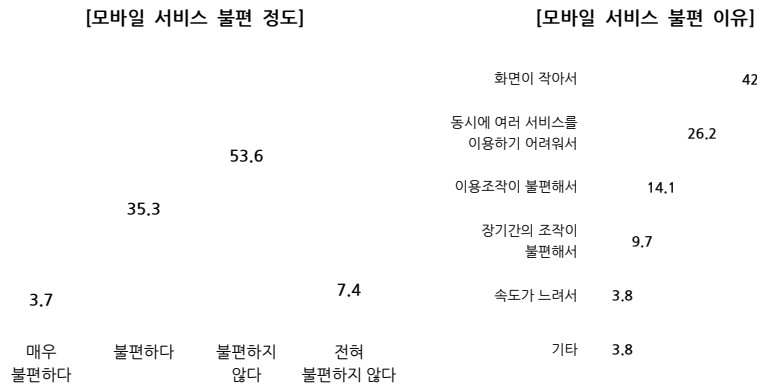 [모바일 서비스 불편 정도]
53.6
35.3
3.7
7.4
매우
불편하다
불편하다
불편하지
않다
전혀
불편하지 않다
[모바일 서비스 불편 이유]
화면이 작아서
42
동시에 여러 서비스를
이용하기 어려워서
26.2
이용조작이 불편해서
14.1
장기간의 조작이
불편해서
9.7
속도가 느려서
3.8
기타
3.8